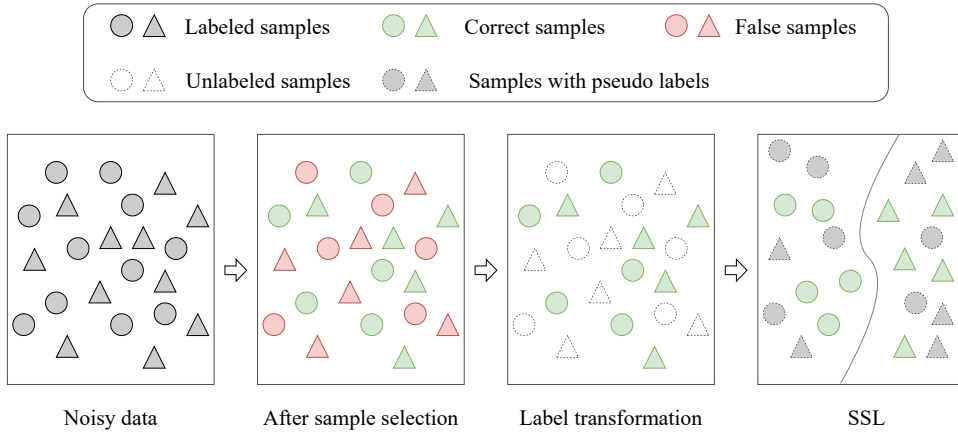 Labeled samples
Correct samples
False samples
Unlabeled samples
Samples with pseudo labels
Noisy data
After sample selection
Label transformation
SSL